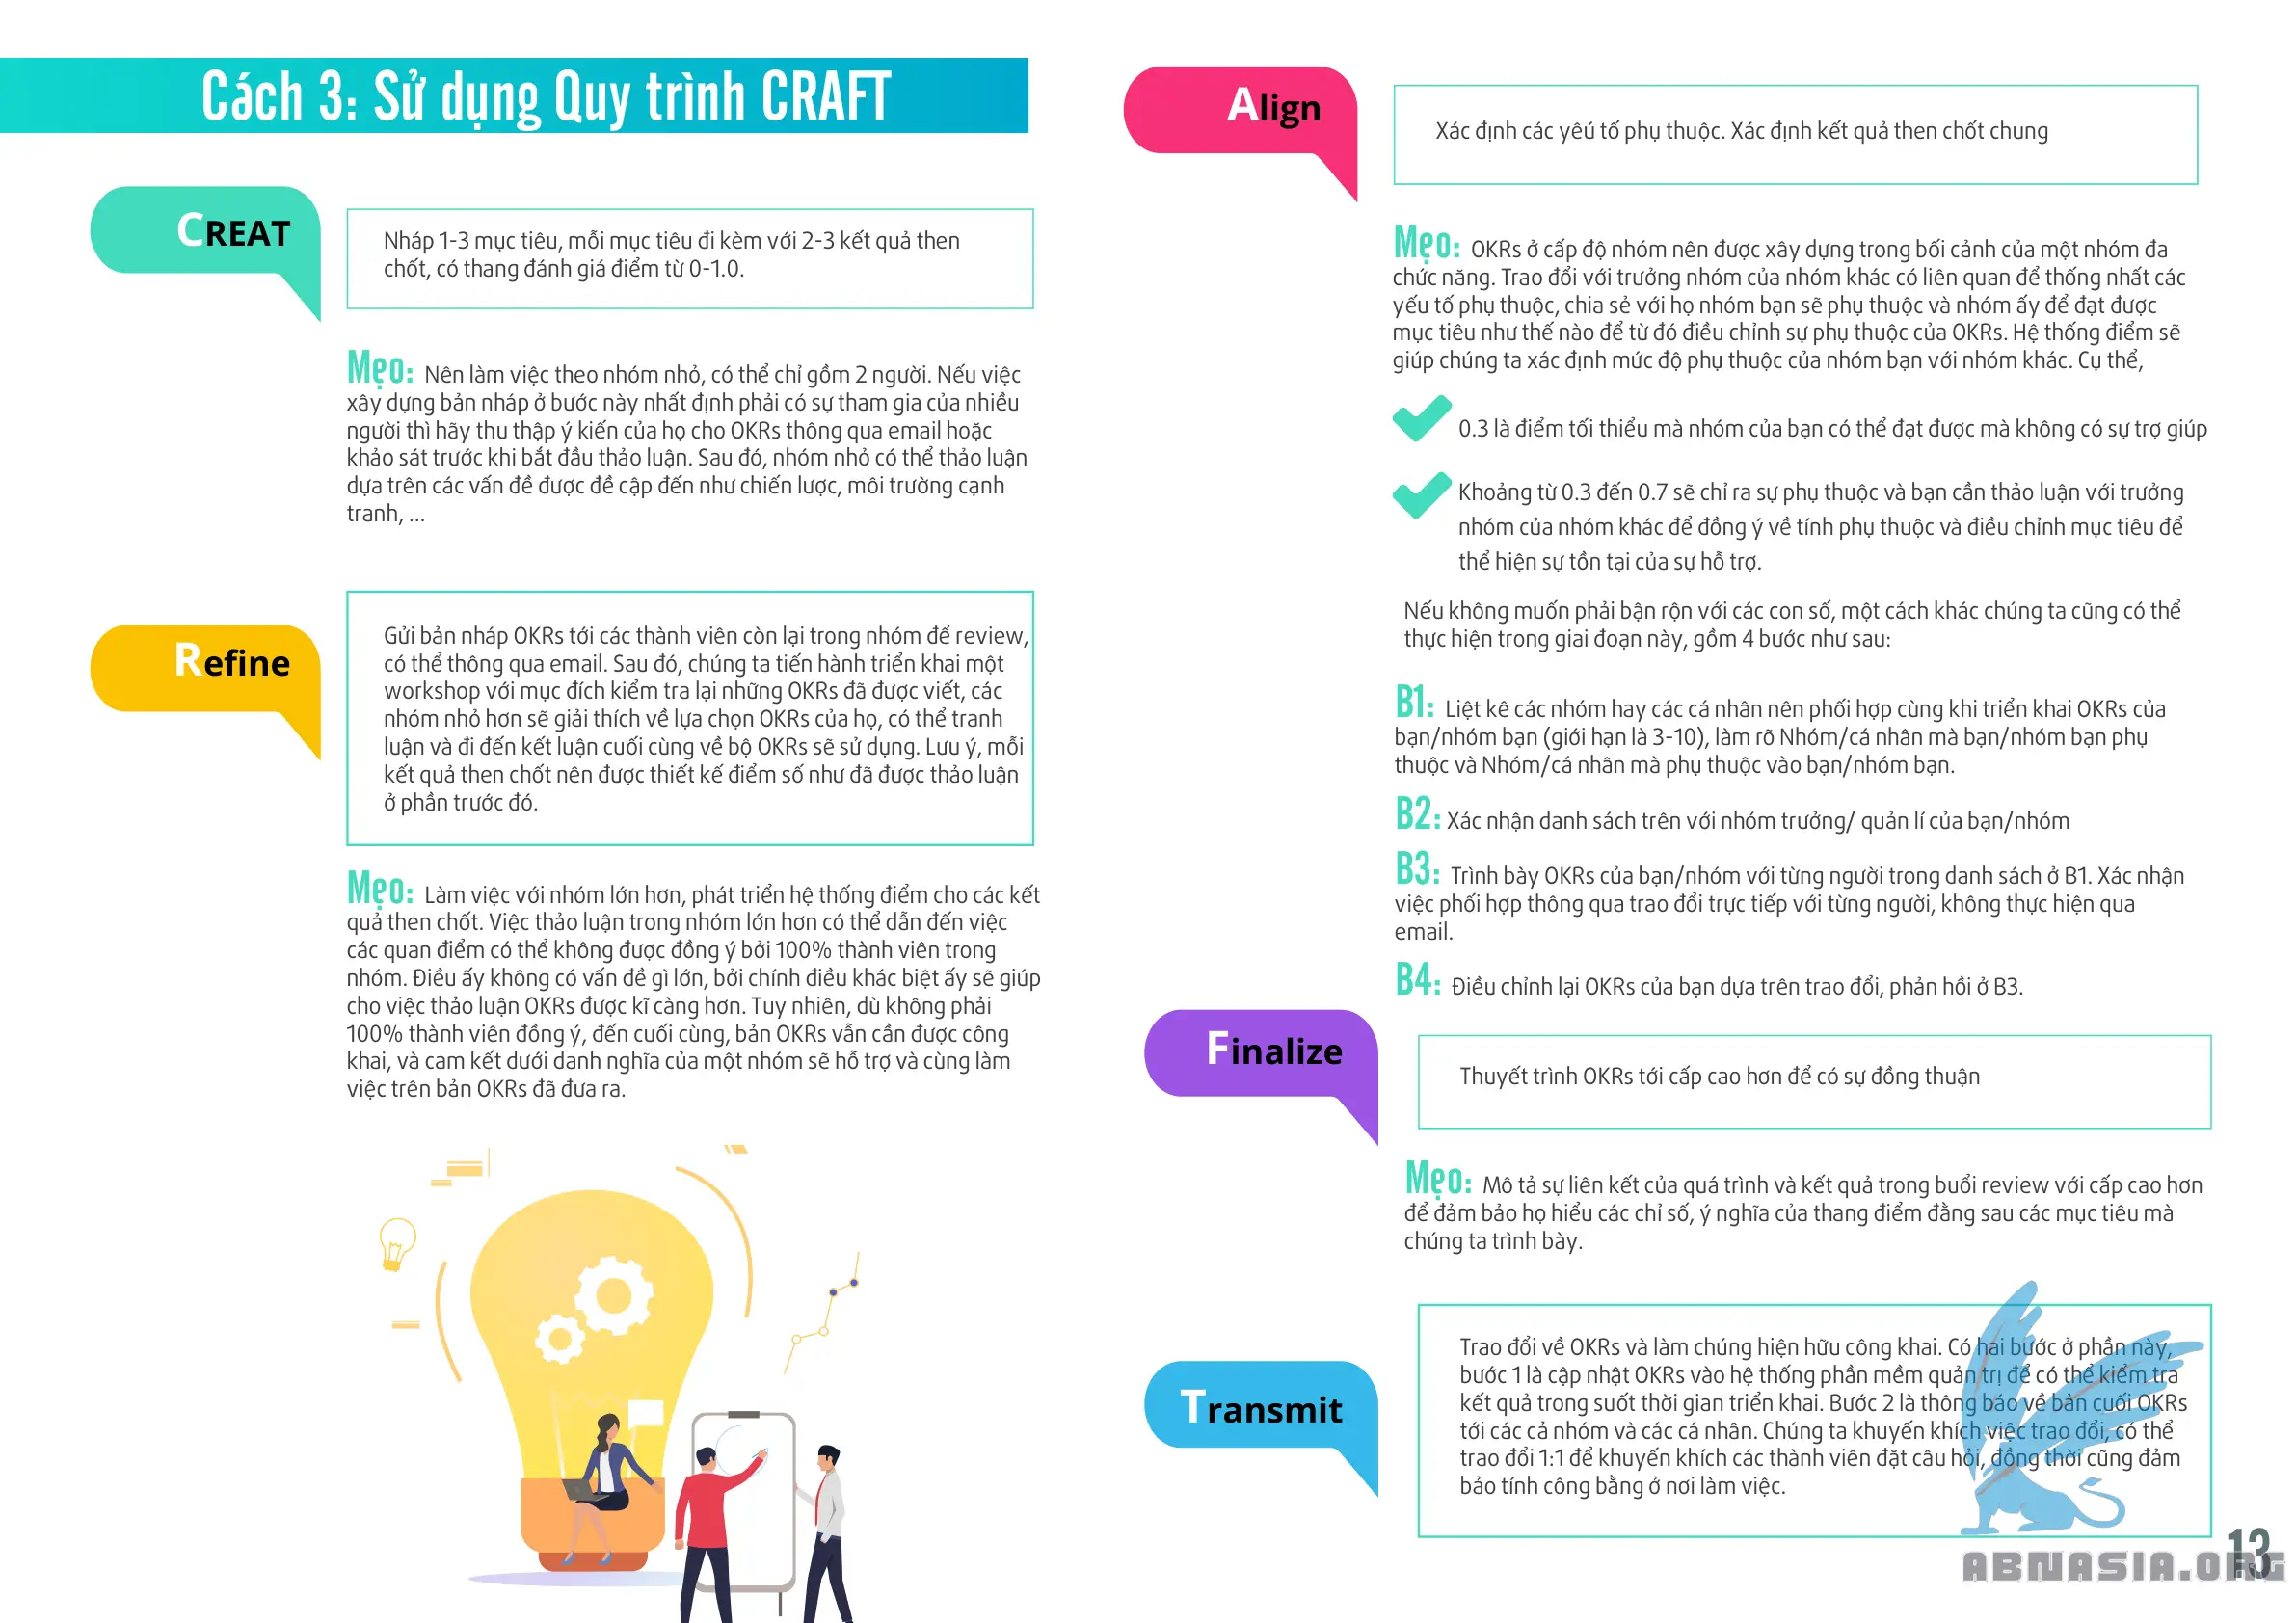 Cách 3: Sử dụng Quy trình CRAFT
CREAT
Nháp 1-3 mục tiêu, mỗi mục tiêu đi kèm với 2-3 kết quả then
chốt, có thang đánh giá điểm từ 0-1.0.
Mẹo: Nên làm việc theo nhóm nhỏ, có thể chỉ gồm 2 người. Nếu việc
xây dựng bản nháp ở bước này nhất định phải có sự tham gia của nhiều
người thì hãy thu thập ý kiến của họ cho OKRs thông qua email hoặc
khảo sát trước khi bắt đầu thảo luận. Sau đó, nhóm nhỏ có thể thảo luận
dựa trên các vấn đề được đề cập đến như chiến lược, môi trường cạnh
tranh, ...
Refine
Gửi bản nháp OKRs tới các thành viên còn lại trong nhóm để review,
có thể thông qua email. Sau đó, chúng ta tiến hành triển khai một
workshop với mục đích kiểm tra lại những OKRs đã được viết, các
nhóm nhỏ hơn sẽ giải thích về lựa chọn OKRs của họ, có thể tranh
luận và đi đến kết luận cuối cùng về bộ OKRs sẽ sử dụng. Lưu ý, mỗi
kết quả then chốt nên được thiết kế điểm số như đã được thảo luận
ở phần trước đó.
Mẹo: Làm việc với nhóm lớn hơn, phát triển hệ thống điểm cho các kết
quả then chốt. Việc thảo luận trong nhóm lớn hơn có thể dẫn đến việc
các quan điểm có thể không được đồng ý bởi 100% thành viên trong
nhóm. Điều ấy không có vấn đề gì lớn, bởi chính điều khác biệt ấy sẽ giúp
cho việc thảo luận OKRs được kĩ càng hơn. Tuy nhiên, dù không phải
100% thành viên đồng ý, đến cuối cùng, bản OKRs vẫn cần được công
khai, và cam kết dưới danh nghĩa của một nhóm sẽ hỗ trợ và cùng làm
việc trên bản OKRs đã đưa ra.
Align
Xác định các yêú tố phụ thuộc. Xác định kết quả then chốt chung
Mẹo: OKRs ở cấp độ nhóm nên được xây dựng trong bối cảnh của một nhóm đa
chức năng. Trao đổi với trưởng nhóm của nhóm khác có liên quan để thống nhất các
yếu tố phụ thuộc, chia sẻ với họ nhóm bạn sẽ phụ thuộc và nhóm ấy để đạt được
mục tiêu như thế nào để từ đó điều chỉnh sự phụ thuộc của OKRs. Hệ thống điểm sẽ
giúp chúng ta xác định mức độ phụ thuộc của nhóm bạn với nhóm khác. Cụ thể,
0.3 là điểm tối thiểu mà nhóm của bạn có thể đạt được mà không có sự trợ giúp
Khoảng từ 0.3 đến 0.7 sẽ chỉ ra sự phụ thuộc và bạn cần thảo luận với trưởng
nhóm của nhóm khác để đồng ý về tính phụ thuộc và điều chỉnh mục tiêu để
thể hiện sự tồn tại của sự hỗ trợ.
Nếu không muốn phải bận rộn với các con số, một cách khác chúng ta cũng có thể
thực hiện trong giai đoạn này, gồm 4 bước như sau:
B1: Liệt kê các nhóm hay các cá nhân nên phối hợp cùng khi triển khai OKRs của
bạn/nhóm bạn (giới hạn là 3-10), làm rõ Nhóm/cá nhân mà bạn/nhóm bạn phụ
thuộc và Nhóm/cá nhân mà phụ thuộc vào bạn/nhóm bạn.
B2: Xác nhận danh sách trên với nhóm trưởng/ quản lí của bạn/nhóm
B3: Trình bày OKRs của bạn/nhóm với từng người trong danh sách ở B1. Xác nhận
việc phối hợp thông qua trao đổi trực tiếp với từng người, không thực hiện qua
email.
B4: Điều chỉnh lại OKRs của bạn dựa trên trao đổi, phản hồi ở B3.
Finalize
Thuyết trình OKRs tới cấp cao hơn để có sự đồng thuận
Mẹo: Mô tả sự liên kết của quá trình và kết quả trong buổi review với cấp cao hơn
để đảm bảo họ hiểu các chỉ số, ý nghĩa của thang điểm đằng sau các mục tiêu mà
chúng ta trình bày.
Transmit
Trao đổi về OKRs và làm chúng hiện hữu công khai. Có hai bước ở phần này,
bước 1 là cập nhật OKRs vào hệ thống phần mềm quản trị để có thể kiểm tra
kết quả trong suốt thời gian triển khai. Bước 2 là thông báo về bản cuối OKRs
tới các cả nhóm và các cá nhân. Chúng ta khuyến khích việc trao đổi, có thể
trao đổi 1:1 để khuyến khích các thành viên đặt câu hỏi, đồng thời cũng đảm
bảo tính công bằng ở nơi làm việc.
13
ABNASIA.ORG